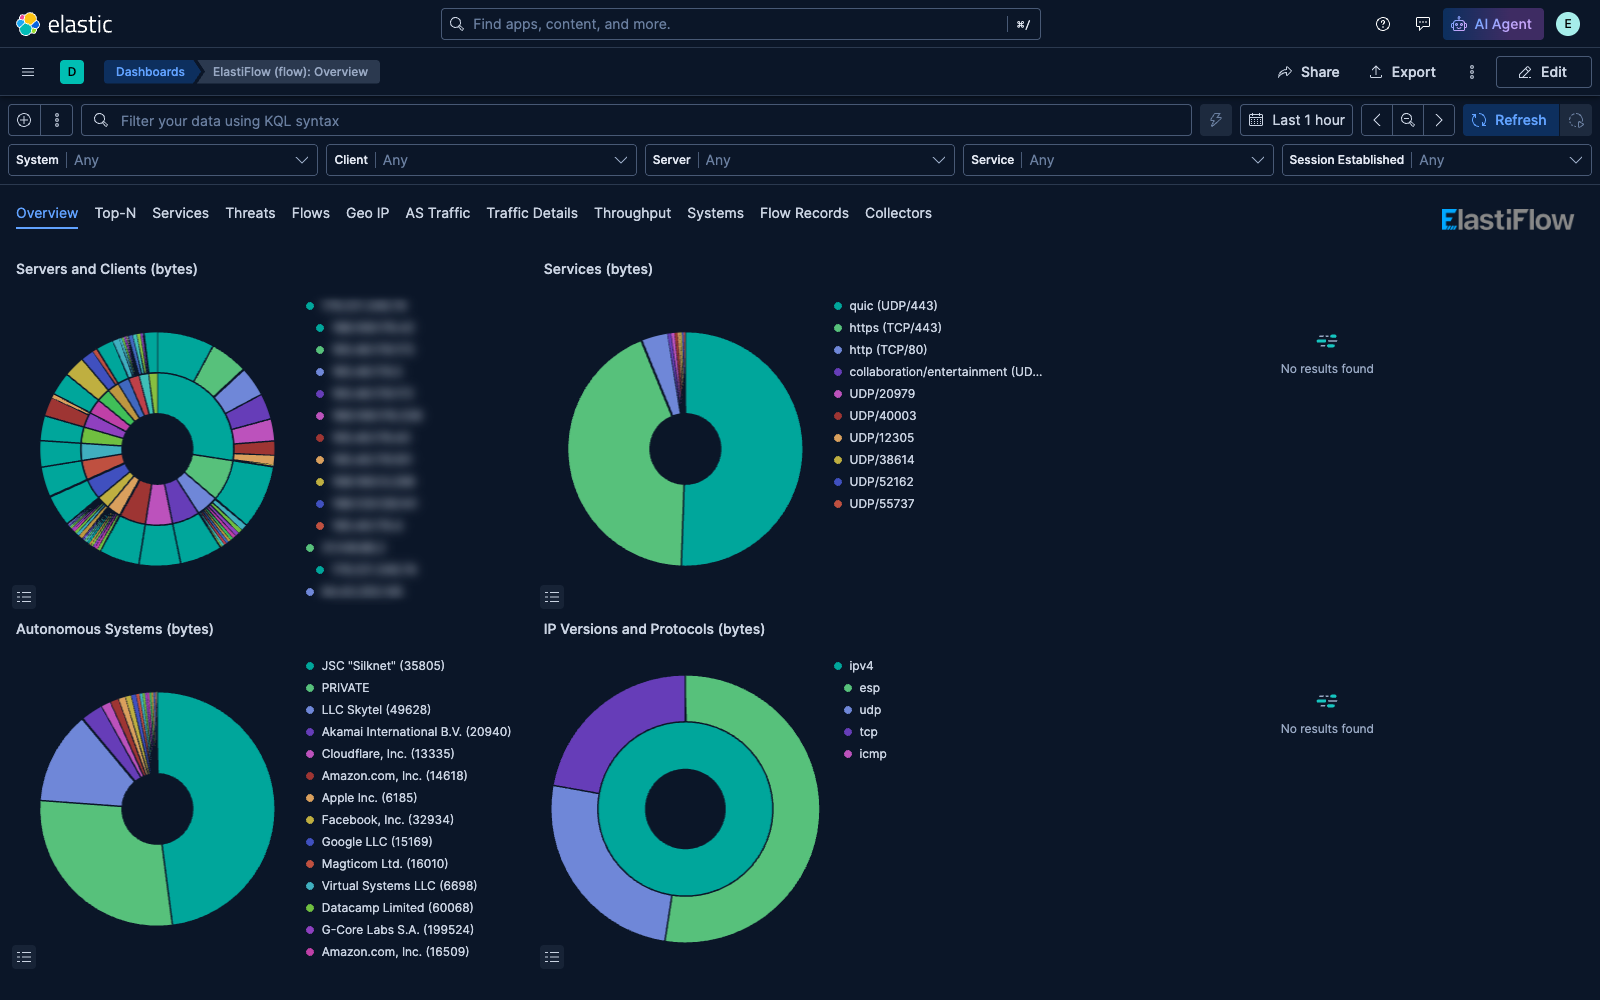 elastic
Find apps, content, and more.
⌘/
AI Agent
E
D
Dashboards
ElastiFlow (flow): Overview
Share
Export
Edit
Filter your data using KQL syntax
Last 1 hour
Refresh
System Any
Client Any
Server Any
Service Any
Session Established Any
Overview Top-N Services Threats Flows Geo IP AS Traffic Traffic Details Throughput Systems Flow Records Collectors
ElastiFlow
Servers and Clients (bytes)
Services (bytes)
quic (UDP/443)
https (TCP/443)
http (TCP/80)
collaboration/entertainment (UD...
UDP/20979
UDP/40003
UDP/12305
UDP/38614
UDP/52162
UDP/55737
No results found
Autonomous Systems (bytes)
JSC "Silknet" (35805)
PRIVATE
LLC Skytel (49628)
Akamai International B.V. (20940)
Cloudflare, Inc. (13335)
Amazon.com, Inc. (14618)
Apple Inc. (6185)
Facebook, Inc. (32934)
Google LLC (15169)
Magticom Ltd. (16010)
Virtual Systems LLC (6698)
Datacamp Limited (60068)
G-Core Labs S.A. (199524)
Amazon.com, Inc. (16509)
IP Versions and Protocols (bytes)
ipv4
esp
udp
tcp
icmp
No results found